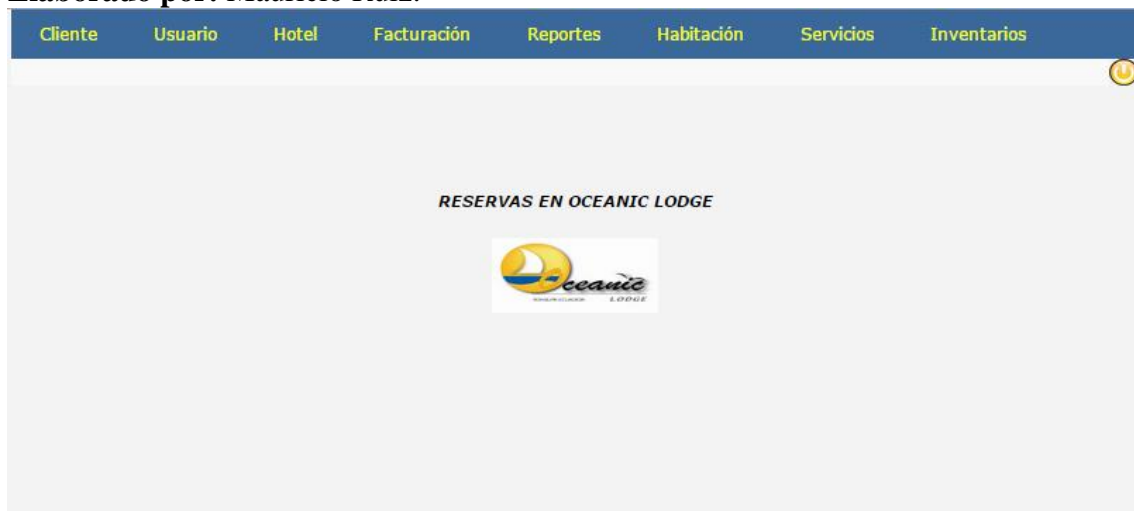 Elaborado por: Mauricio Ruiz.
Cliente Usuario Hotel Facturación Reportes Habitación Servicios Inventarios
RESERVAS EN OCEANIC LODGE
Oceanic
LODGE